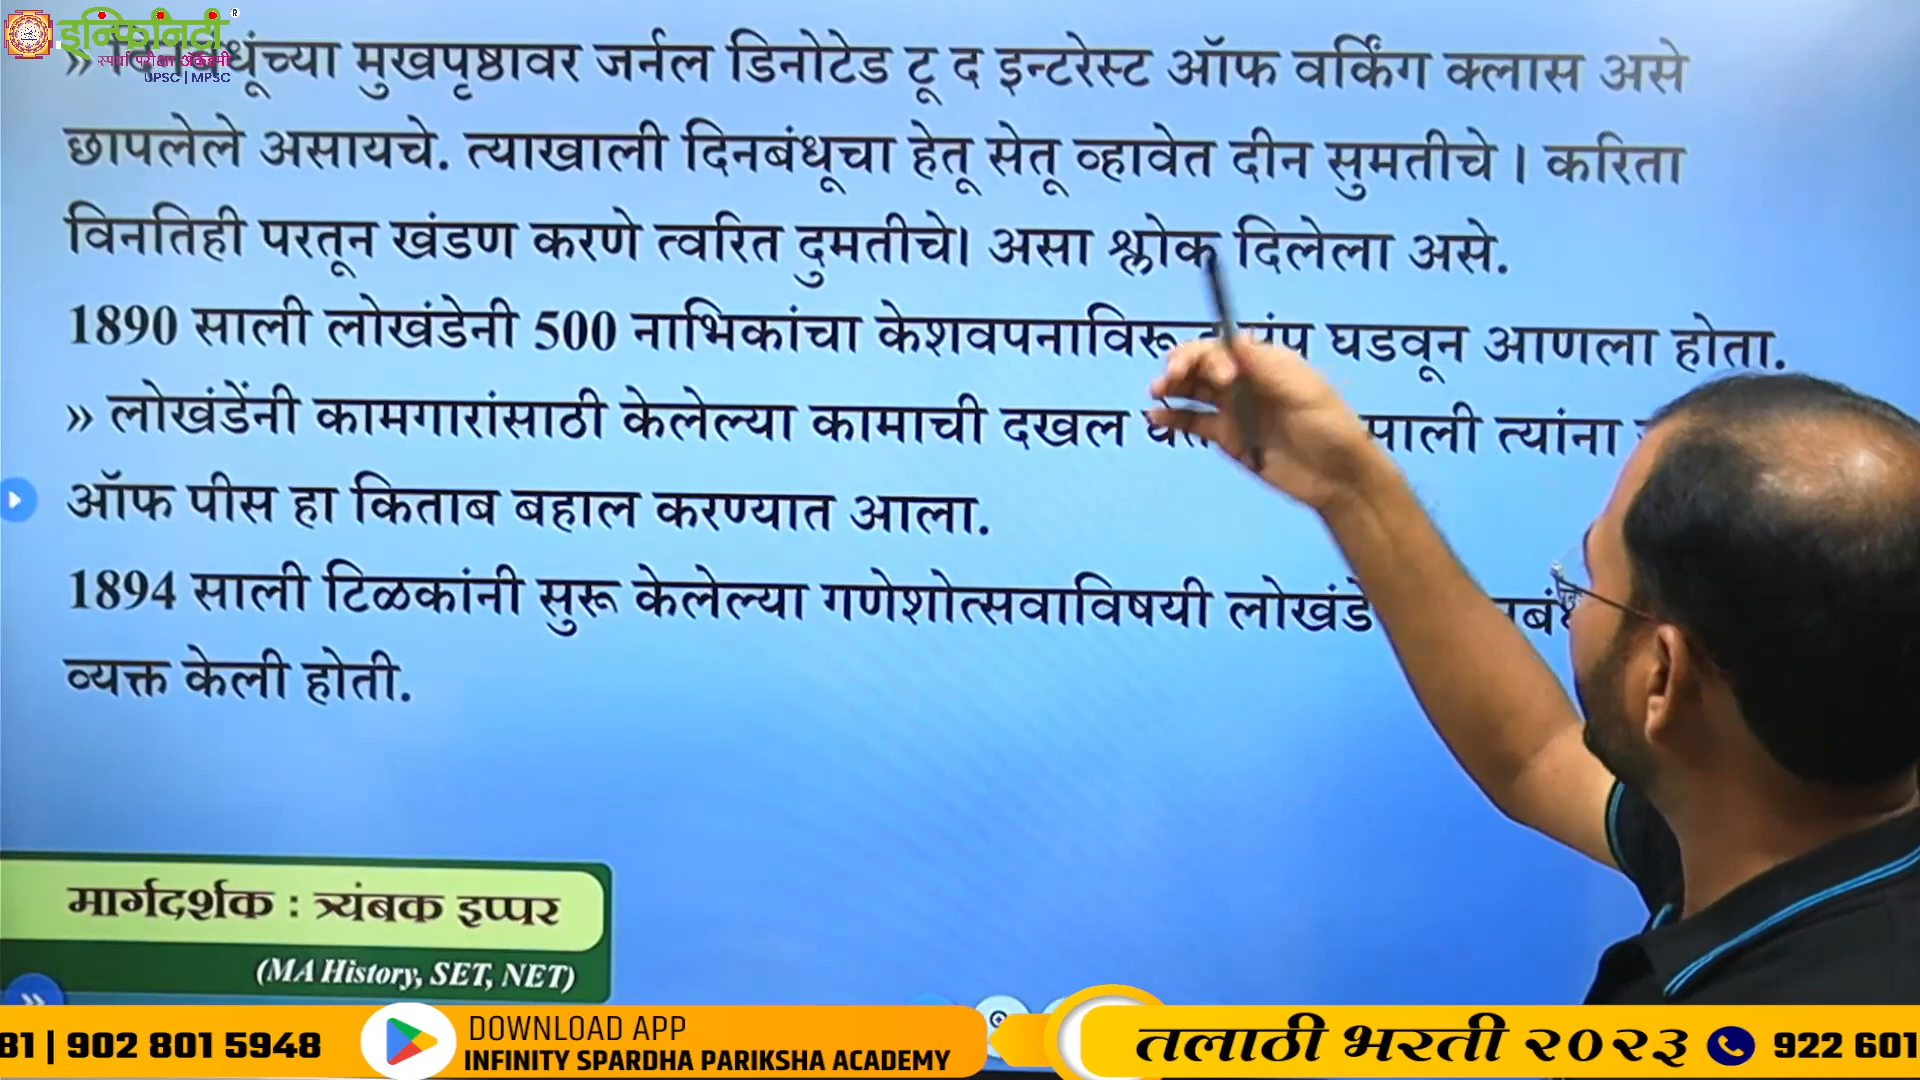 इन्फिनिटी
स्पर्धा परीक्षा अॅकॅडमी
UPSC | MPSC
» मुखपृष्ठावर जर्नल डिनोटेड टू द इन्टरेस्ट ऑफ वर्किंग क्लास असे
छापलेले असायचे. त्याखाली दिनबंधूचा हेतू सेतू व्हावेत दीन सुमतीचे । करिता
विनतिही परतून खंडण करणे त्वरित दुमतीचे। असा श्लोक दिलेला असे.
1890 साली लोखंडेनी 500 नाभिकांचा घडवून आणला होता.
» लोखंडेंनी कामगारांसाठी केलेल्या कामाची दखल साली त्यांना
ऑफ पीस हा किताब बहाल करण्यात आला.
1894 साली टिळकांनी सुरू केलेल्या गणेशोत्सवाविषयी
व्यक्त केली होती.
मार्गदर्शक : त्र्यंबक इप्पर
(MA History, SET, NET)
81 | 902 801 5948
DOWNLOAD APP
INFINITY SPARDHA PARIKSHA ACADEMY
तलाठी भरती २०२३
922 601